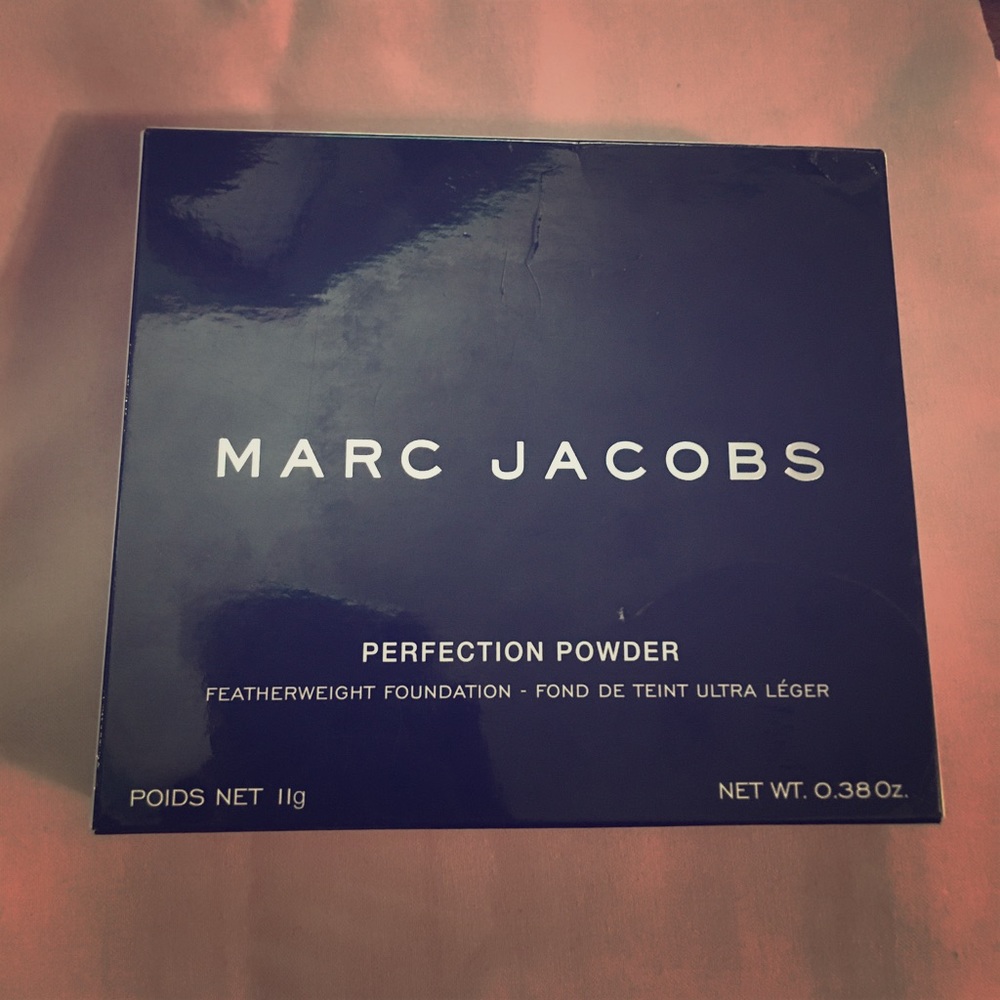 MARC JACOBS
PERFECTION POWDER
FEATHERWEIGHT FOUNDATION - FOND DE TEINT ULTRA LÉGER
POIDS NET 11g NET WT. 0.38 Oz.